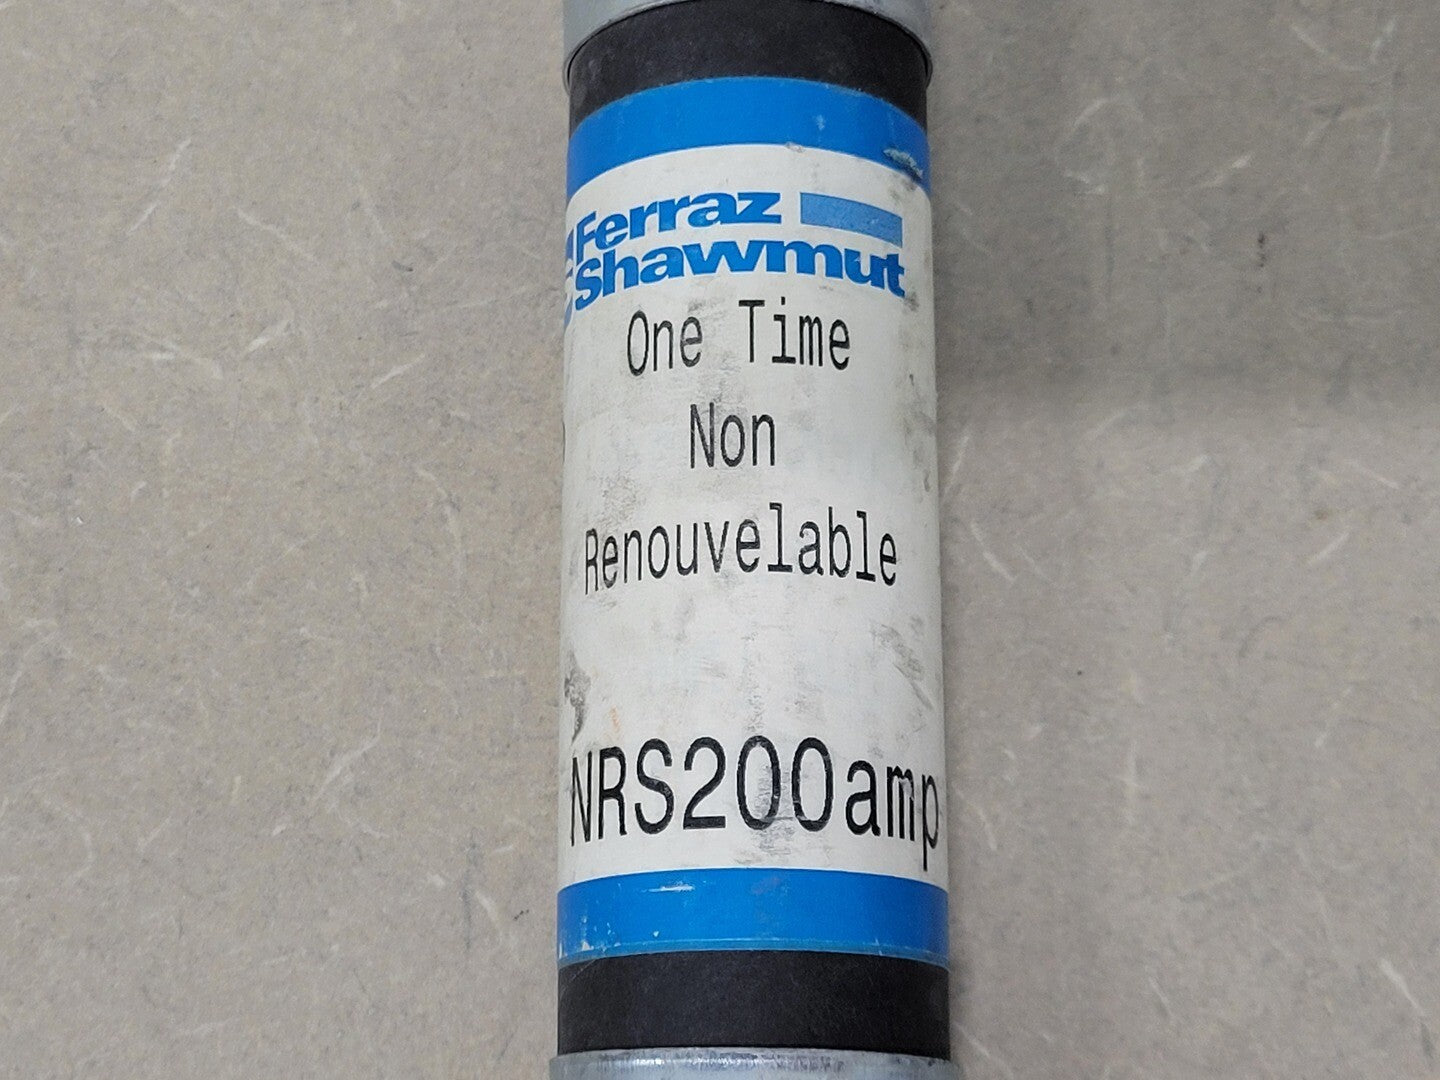 Ferraz
Shawmut
One Time
Non
Renouvelable
NRS200amp